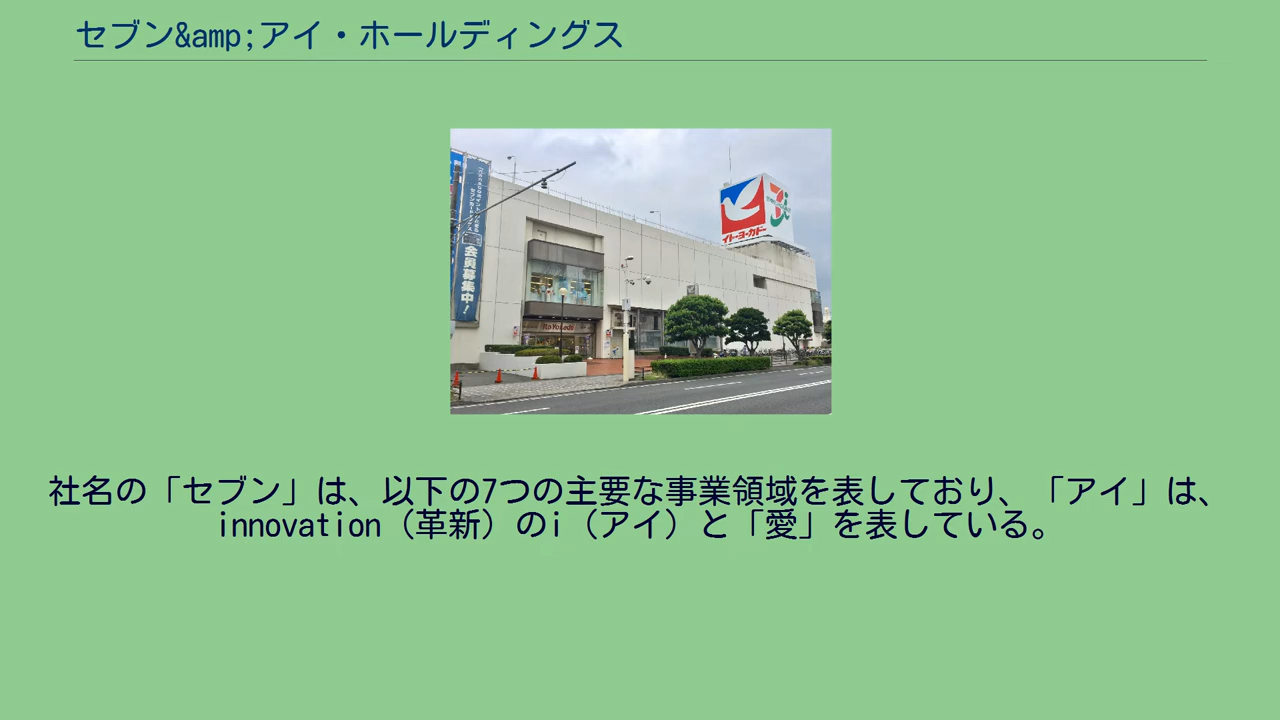 セブン&amp;アイ・ホールディングス
会員募集中！
イトーヨーカドー
Ito Yokado
社名の「セブン」は、以下の7つの主要な事業領域を表しており、「アイ」は、
innovation（革新）のi（アイ）と「愛」を表している。